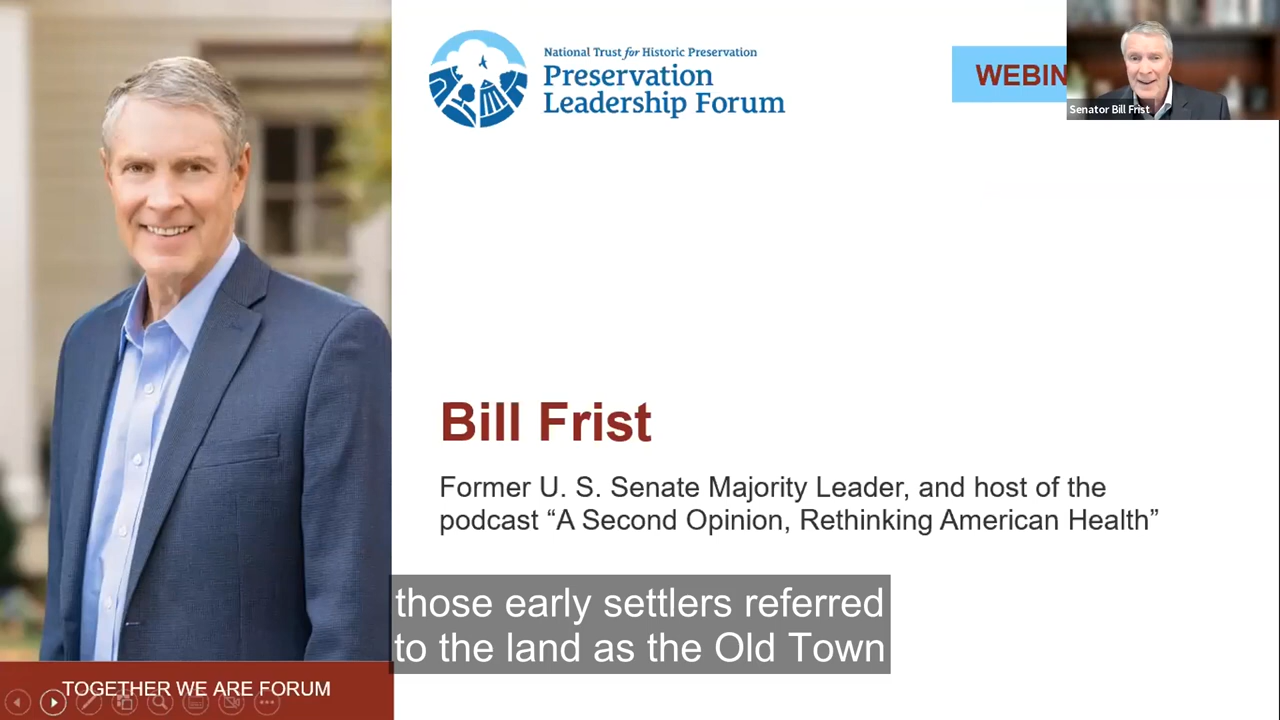 National Trust for Historic Preservation
Preservation
Leadership Forum
WEBIN
Senator Bill Frist
Bill Frist
Former U. S. Senate Majority Leader, and host of the
podcast “A Second Opinion, Rethinking American Health”
those early settlers referred
to the land as the Old Town
TOGETHER WE ARE FORUM